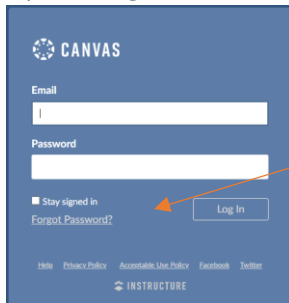 CANVAS
Email
Password
Stay signed in
Forgot Password?
Log In
Help Privacy Policy Acceptable Use Policy Facebook Twitter
INSTRUCTURE